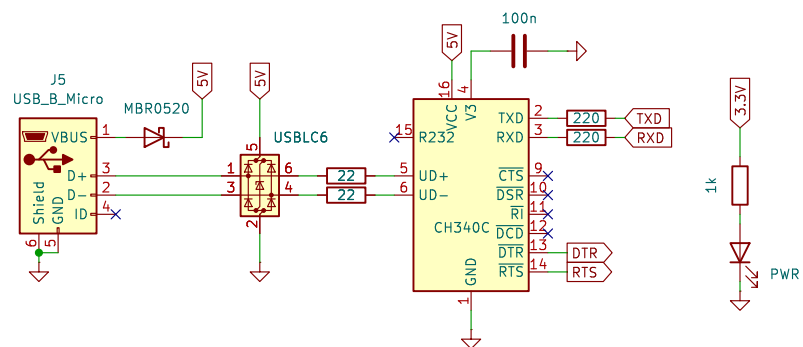 J5
USB_B_Micro
VBUS 1
D+ 3
D- 2
ID 4
Shield
GND
6
5
MBR0520
5V
5V
USBLC6
5
1
6
3
4
2
22
22
5V
100n
16
4
VCC
V3
15 R232
5 UD+
6 UD-
CH340C
GND
1
TXD 2 220 TXD
RXD 3 220 RXD
CTS 9
DSR 10
RI 11
DCD 12
DTR 13 DTR
RTS 14 RTS
3.3V
1k
PWR